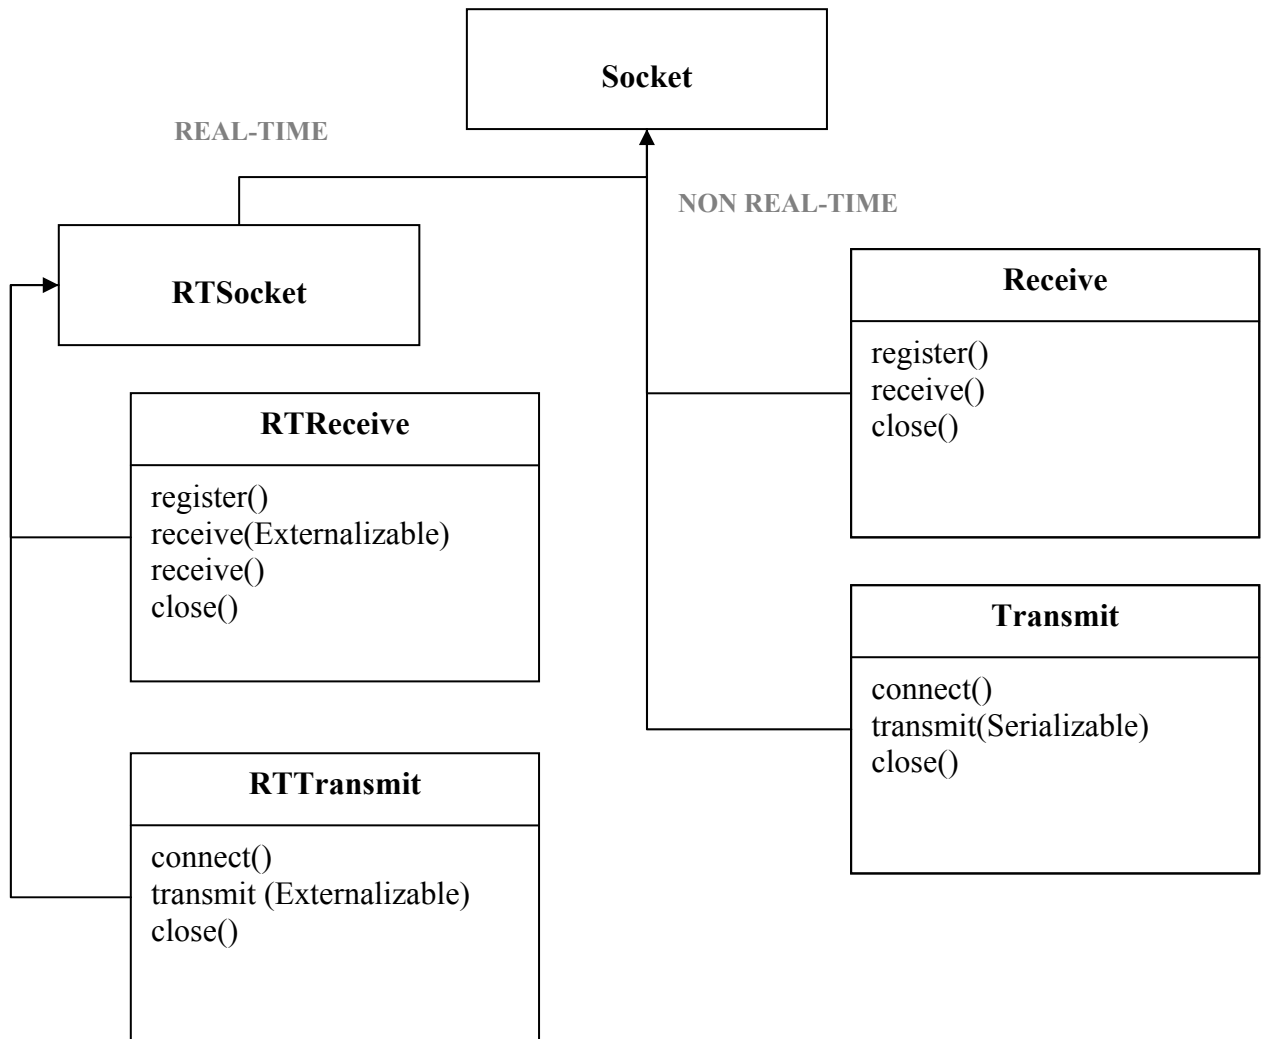 Socket
REAL-TIME
NON REAL-TIME
RTSocket
Receive
register()
receive()
close()
RTReceive
register()
receive(Externalizable)
receive()
close()
Transmit
connect()
transmit(Serializable)
close()
RTTransmit
connect()
transmit (Externalizable)
close()